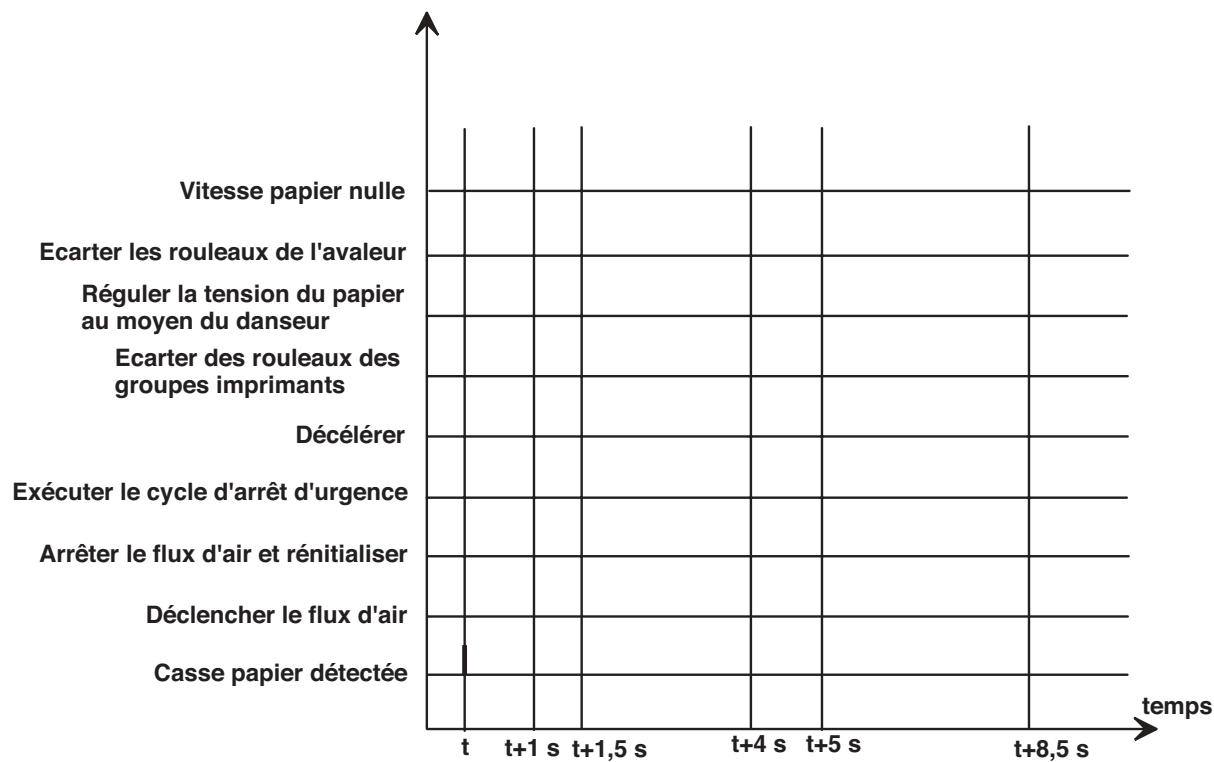 Vitesse papier nulle
Ecarter les rouleaux de l'avaleur
Réguler la tension du papier
au moyen du danseur
Ecarter des rouleaux des
groupes imprimants
Décélérer
Exécuter le cycle d'arrêt d'urgence
Arrêter le flux d'air et rénitialiser
Déclencher le flux d'air
Casse papier détectée
temps
t t+1 s t+1,5 s t+4 s t+5 s t+8,5 s